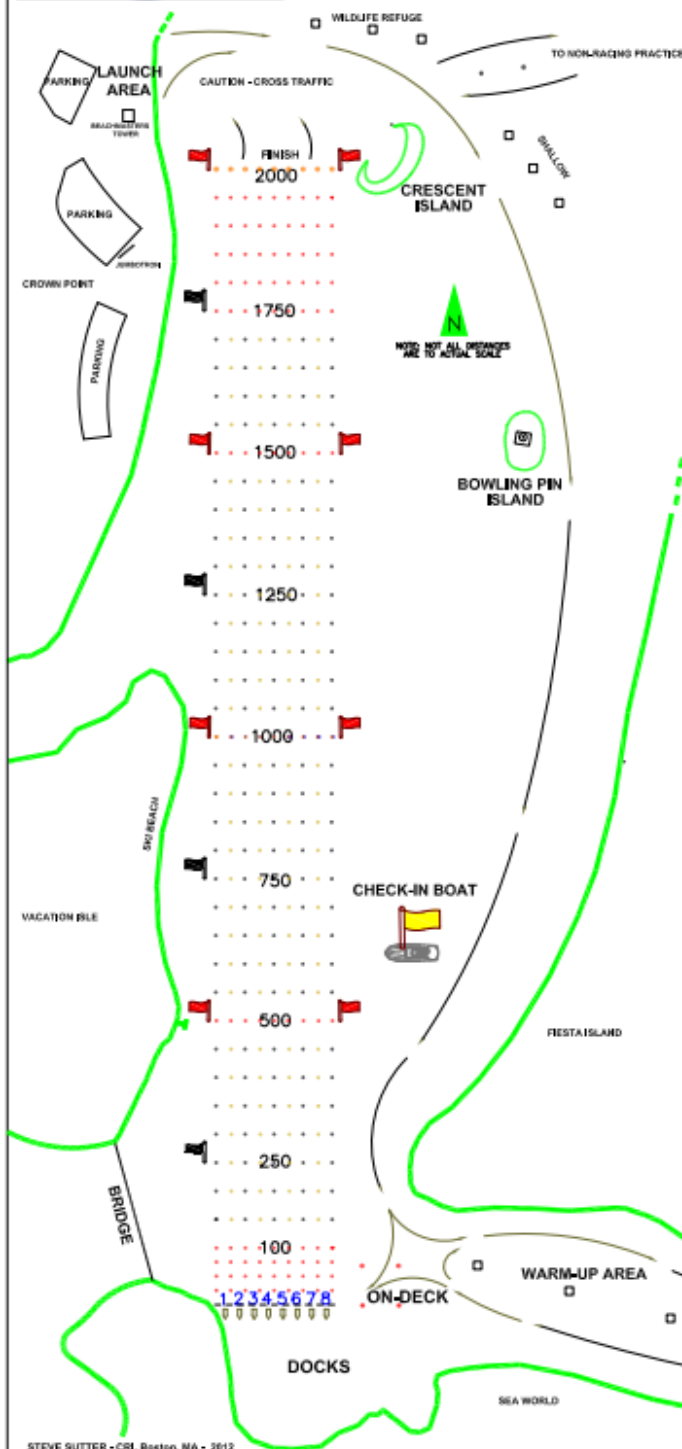 WILDLIFE REFUGE
TO NON-RACING PRACTICE
PARKING
LAUNCH
AREA
CAUTION - CROSS TRAFFIC
BEACHMASTERS
TOWER
SHALLOW
FINISH
2000
CRESCENT
ISLAND
PARKING
JUMBOTRON
CROWN POINT
1750
N
NOTE: NOT ALL DISTANCES
ARE TO ACTUAL SCALE
PARKING
1500
BOWLING PIN
ISLAND
1250
1000
SKI BEACH
750
CHECK-IN BOAT
VACATION ISLE
500
FIESTA ISLAND
250
BRIDGE
100
WARM-UP AREA
1 2 3 4 5 6 7 8
ON-DECK
DOCKS
SEA WORLD
STEVE SUTTER - CRI, Boston, MA - 2012